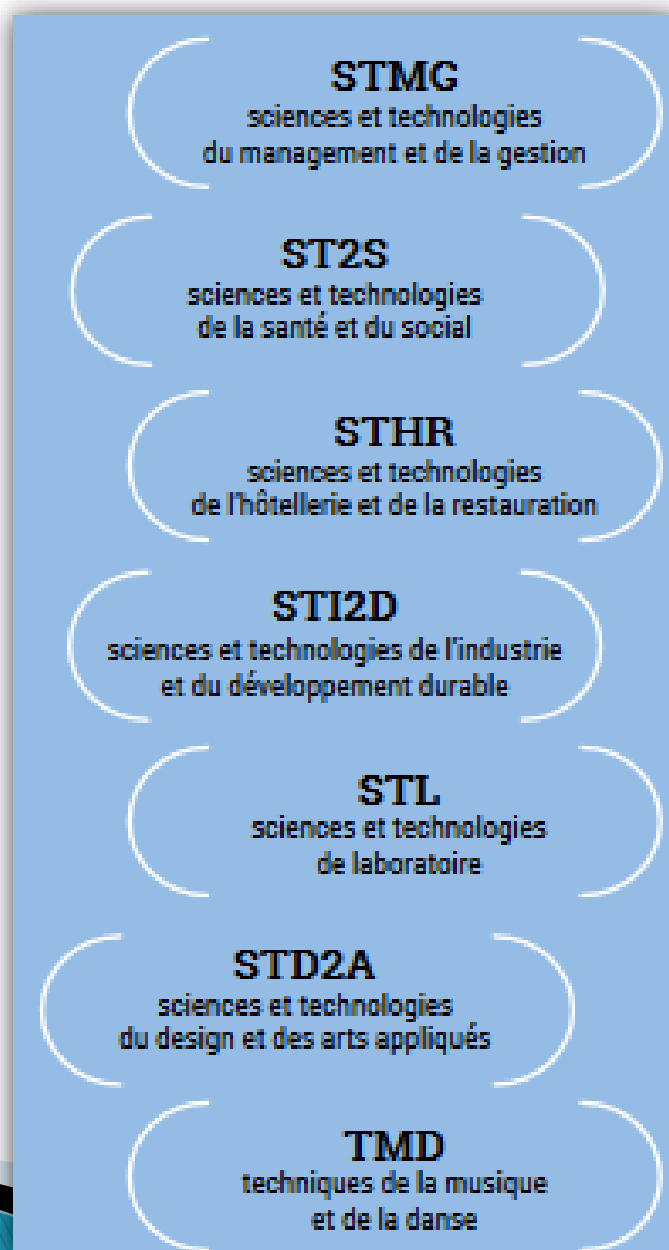 STMG
sciences et technologies
du management et de la gestion
ST2S
sciences et technologies
de la santé et du social
STHR
sciences et technologies
de l'hôtellerie et de la restauration
STI2D
sciences et technologies de l'industrie
et du développement durable
STL
sciences et technologies
de laboratoire
STD2A
sciences et technologies
du design et des arts appliqués
TMD
techniques de la musique
et de la danse